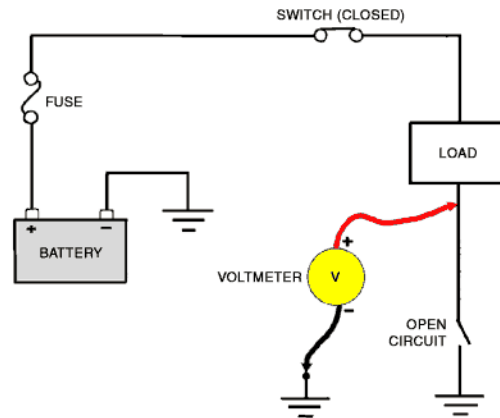 SWITCH (CLOSED)
FUSE
LOAD
+ −
BATTERY
+
VOLTMETER
V
−
OPEN
CIRCUIT